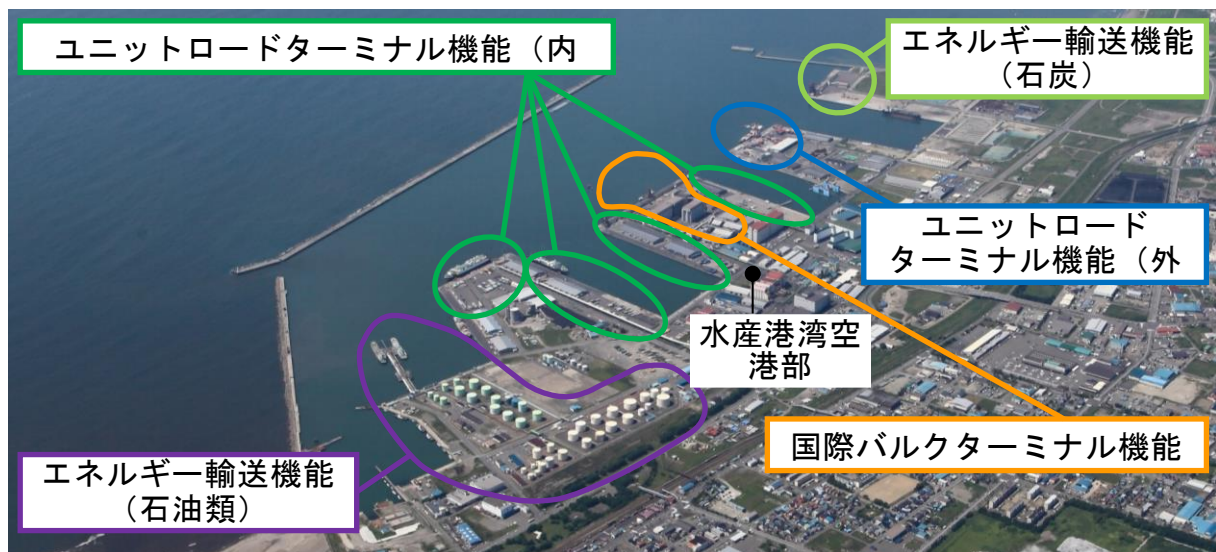 ユニットロードターミナル機能（内
エネルギー輸送機能
（石炭）
ユニットロード
ターミナル機能（外
水産港湾空
港部
国際バルクターミナル機能
エネルギー輸送機能
（石油類）